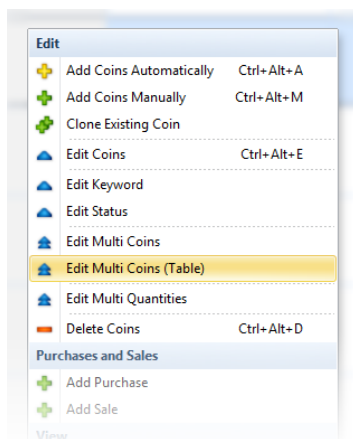 Edit
Add Coins Automatically Ctrl+Alt+A
Add Coins Manually Ctrl+Alt+M
Clone Existing Coin
Edit Coins Ctrl+Alt+E
Edit Keyword
Edit Status
Edit Multi Coins
Edit Multi Coins (Table)
Edit Multi Quantities
Delete Coins Ctrl+Alt+D
Purchases and Sales
Add Purchase
Add Sale
View